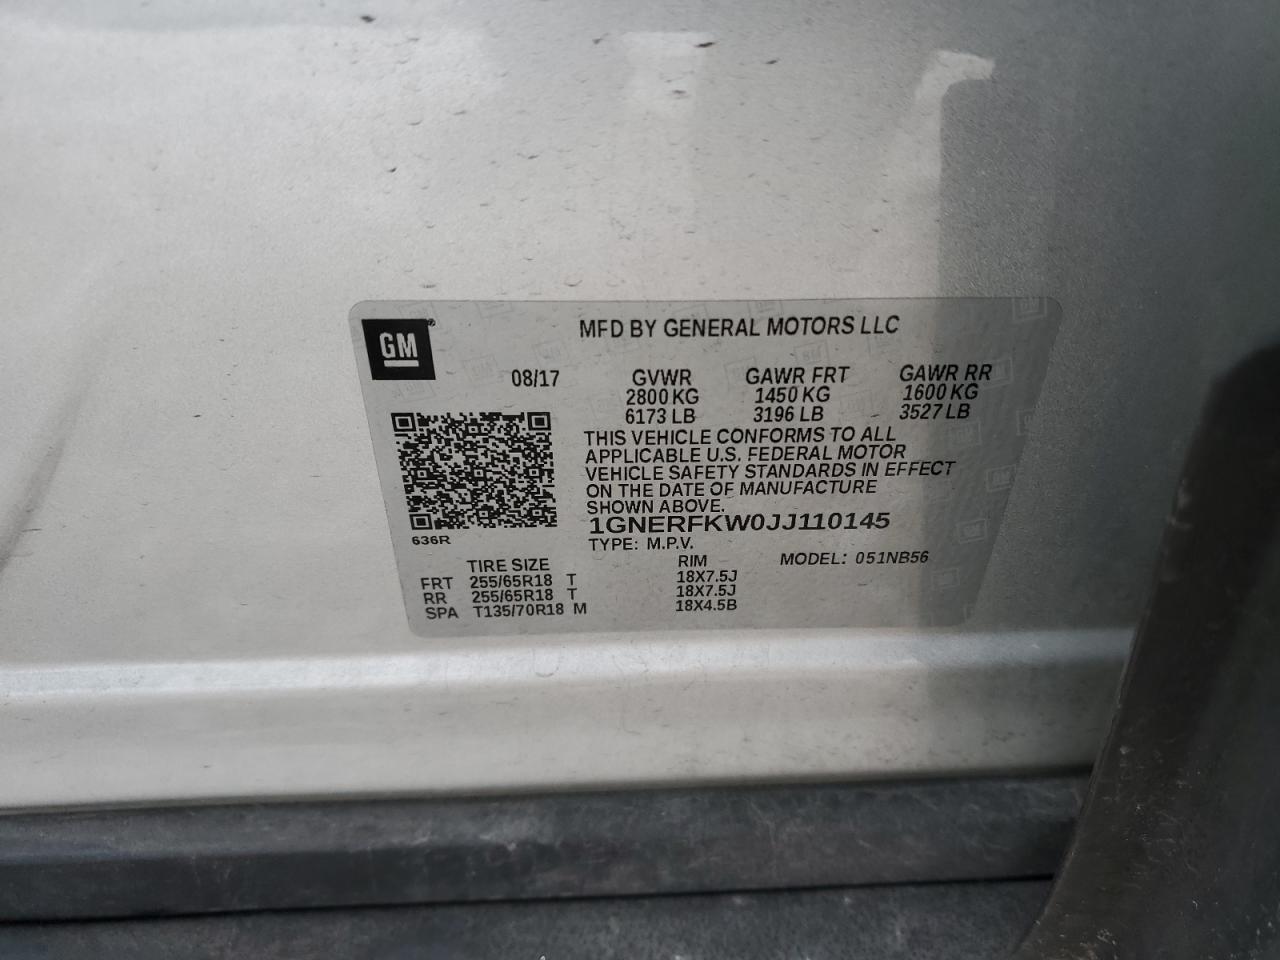 GM®
MFD BY GENERAL MOTORS LLC
08/17 GVWR GAWR FRT GAWR RR
2800 KG 1450 KG 1600 KG
6173 LB 3196 LB 3527 LB
THIS VEHICLE CONFORMS TO ALL
APPLICABLE U.S. FEDERAL MOTOR
VEHICLE SAFETY STANDARDS IN EFFECT
ON THE DATE OF MANUFACTURE
SHOWN ABOVE.
1GNERFKW0JJ110145
636R
TYPE: M.P.V. MODEL: 051NB56
TIRE SIZE RIM
FRT 255/65R18 T 18X7.5J
RR 255/65R18 T 18X7.5J
SPA T135/70R18 M 18X4.5B